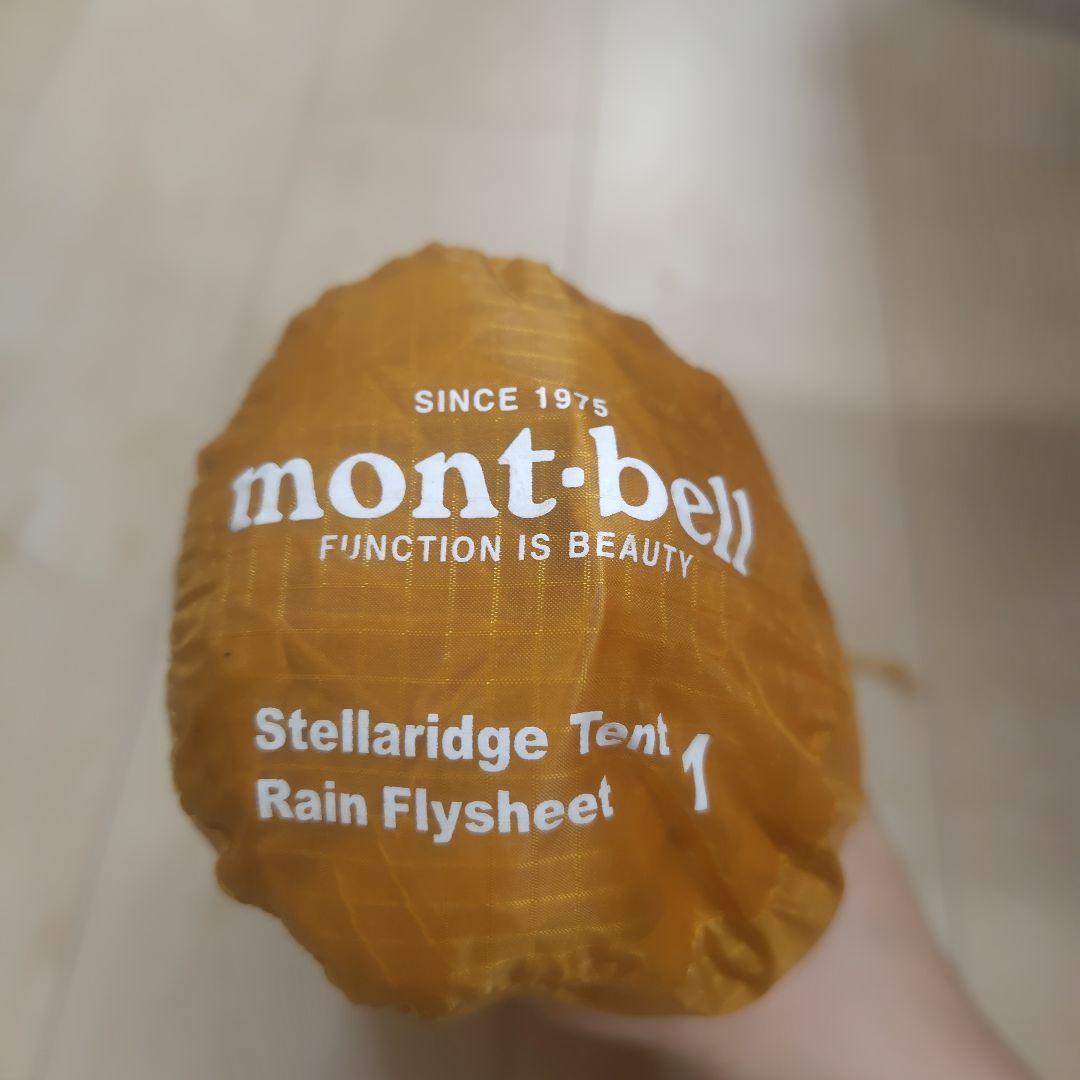 SINCE 1975
mont·bell
FUNCTION IS BEAUTY
Stellaridge Tent 1
Rain Flysheet